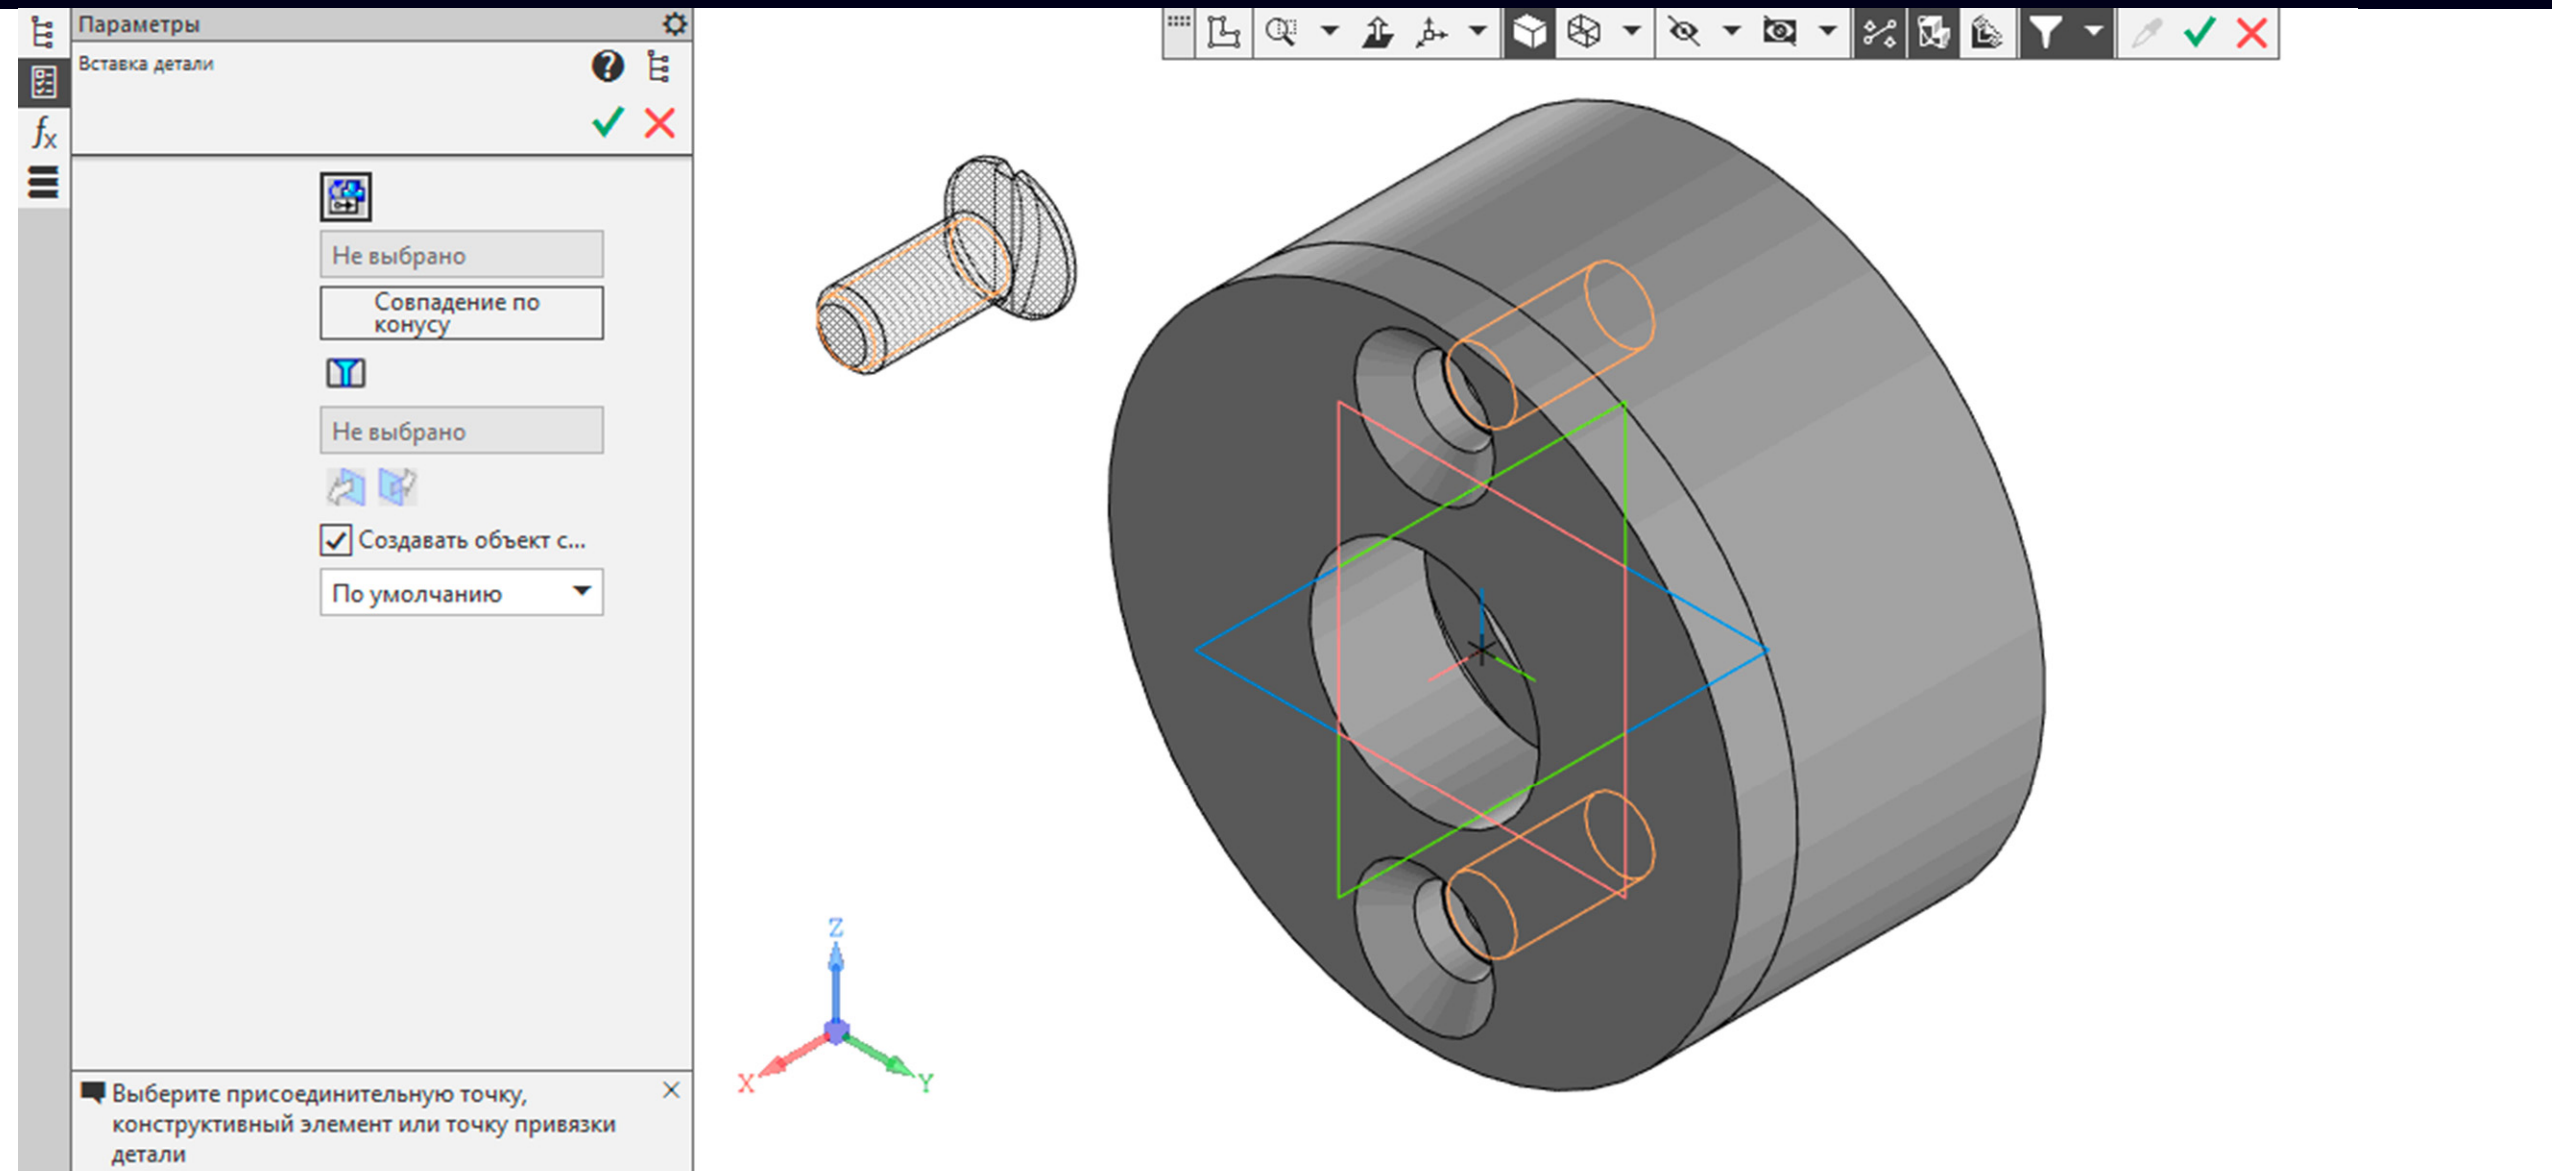 Параметры
Вставка детали
fx
Не выбрано
Совпадение по
конусу
Не выбрано
Создавать объект с...
По умолчанию
Выберите присоединительную точку,
конструктивный элемент или точку привязки
детали
Z
X
Y